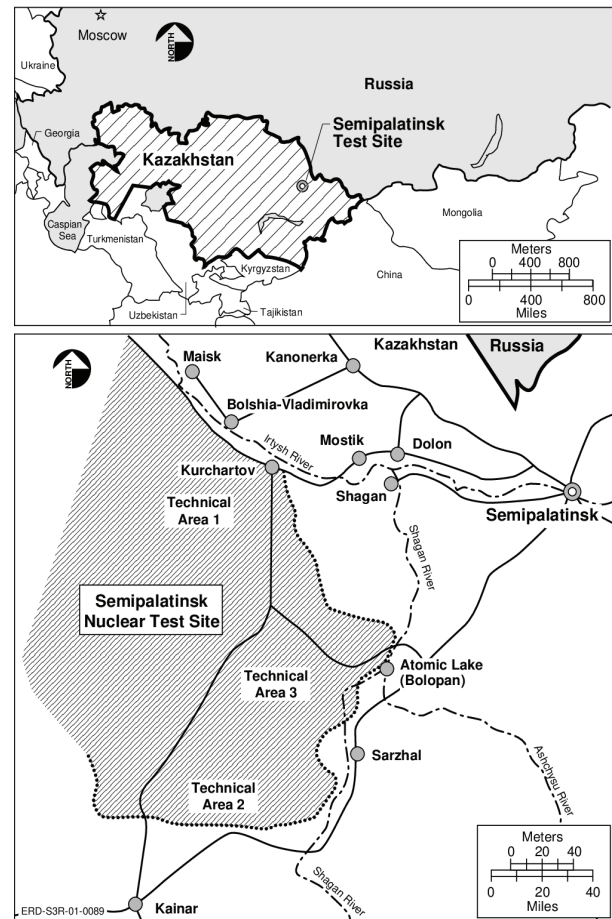 Moscow
NORTH
Ukraine
Russia
Georgia
Semipalatinsk
Test Site
Kazakhstan
Caspian
Sea
Turkmenistan
Mongolia
Kyrgyzstan
China
Uzbekistan
Tajikistan
Meters
0 400 800
0 400 800
Miles
NORTH
Kazakhstan
Russia
Maisk
Kanonerka
Bolshia-Vladimirovka
Irtysh River
Mostik
Dolon
Kurchartov
Shagan
Semipalatinsk
Technical
Area 1
Shagan River
Semipalatinsk
Nuclear Test Site
Technical
Area 3
Atomic Lake
(Bolopan)
Sarzhal
Ashchysu River
Technical
Area 2
Shagan River
Kainar
Meters
0 20 40
0 20 40
Miles
ERD-S3R-01-0089